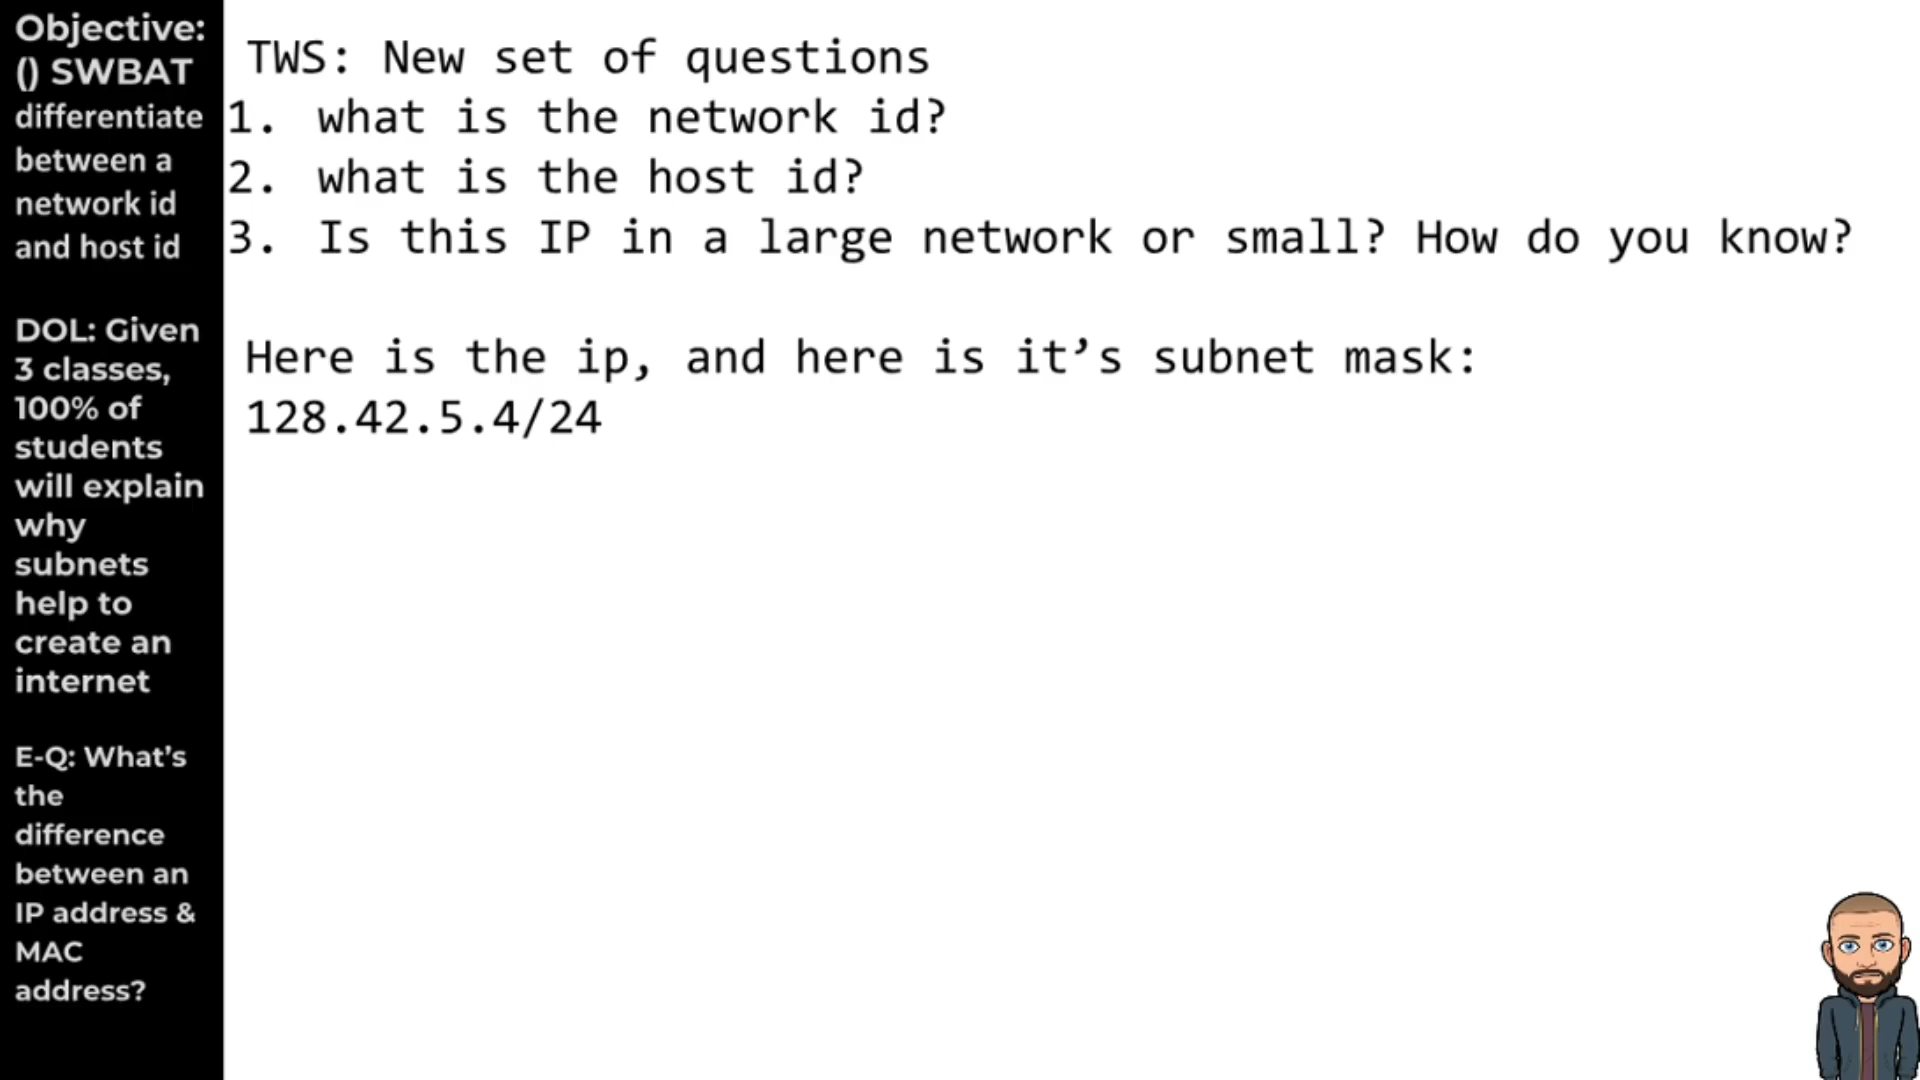 Objective:
() SWBAT
differentiate
between a
network id
and host id
DOL: Given
3 classes,
100% of
students
will explain
why
subnets
help to
create an
internet
E-Q: What’s
the
difference
between an
IP address &
MAC
address?
TWS: New set of questions
1. what is the network id?
2. what is the host id?
3. Is this IP in a large network or small? How do you know?
Here is the ip, and here is it’s subnet mask:
128.42.5.4/24